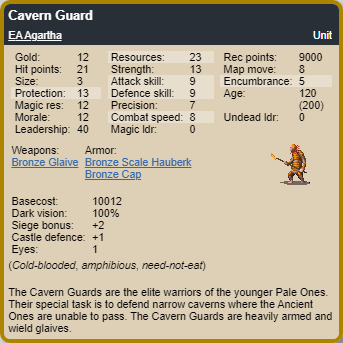 Cavern Guard
EA Agartha Unit
Gold: 12 Resources: 23 Rec points: 9000
Hit points: 21 Strength: 13 Map move: 8
Size: 3 Attack skill: 9 Encumbrance: 5
Protection: 13 Defence skill: 9 Age: 120
Magic res: 12 Precision: 7 (200)
Morale: 12 Combat speed: 8 Undead ldr: 0
Leadership: 40 Magic ldr: 0
Weapons: Armor:
Bronze Glaive Bronze Scale Hauberk
Bronze Cap
Basecost: 10012
Dark vision: 100%
Siege bonus: +2
Castle defence: +1
Eyes: 1
(Cold-blooded, amphibious, need-not-eat)
The Cavern Guards are the elite warriors of the younger Pale Ones.
Their special task is to defend narrow caverns where the Ancient
Ones are unable to pass. The Cavern Guards are heavily armed and
wield glaives.